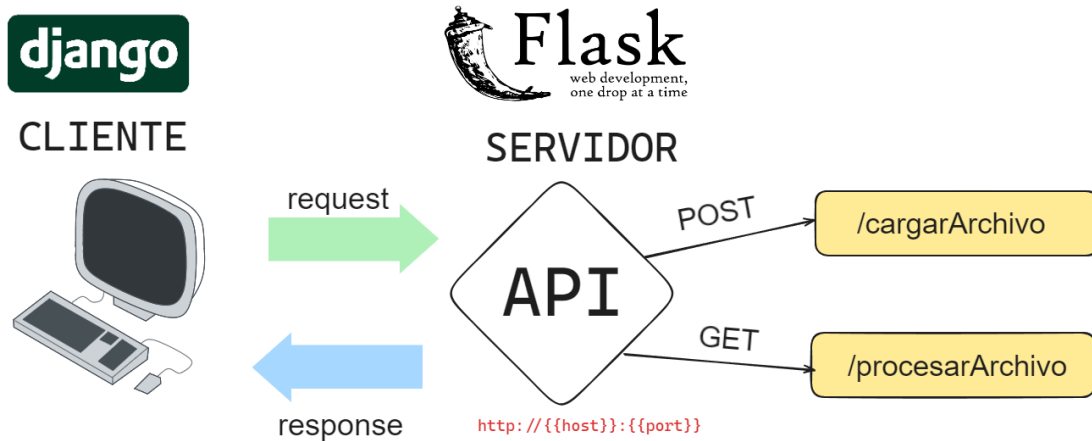 django
Flask
web development,
one drop at a time
CLIENTE
SERVIDOR
request
POST
/cargarArchivo
API
GET
/procesarArchivo
response
http://{{host}}:{{port}}